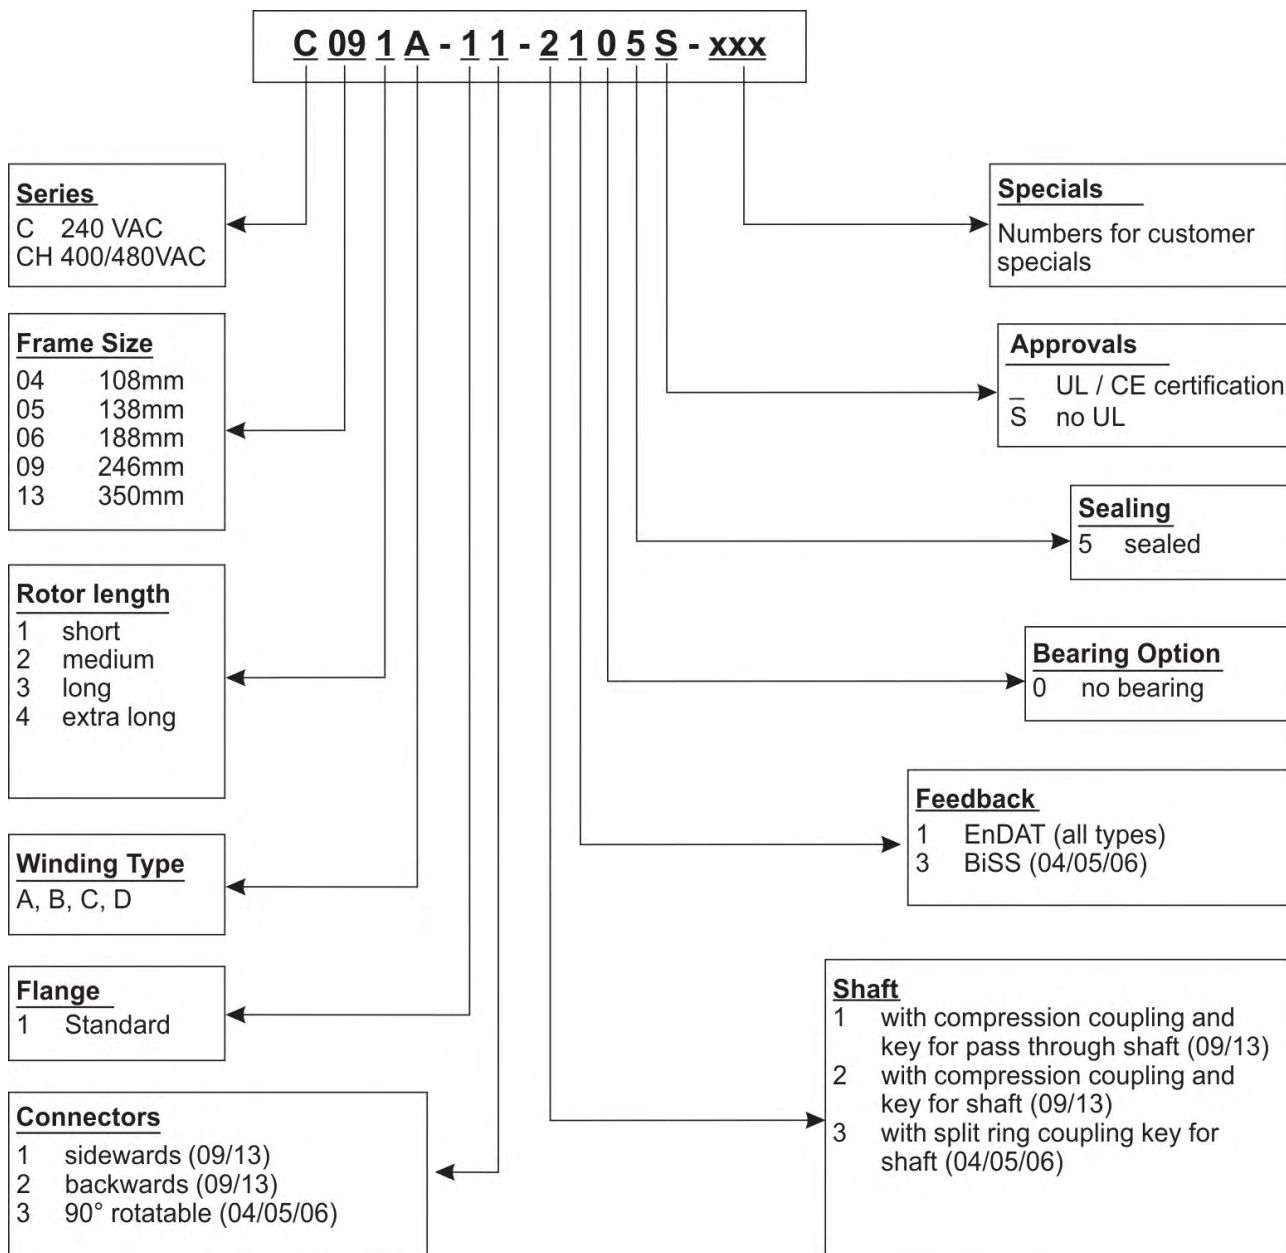 C 09 1 A - 1 1 - 2 1 0 5 S - xxx
Series
C 240 VAC
CH 400/480VAC
Frame Size
04 108mm
05 138mm
06 188mm
09 246mm
13 350mm
Rotor length
1 short
2 medium
3 long
4 extra long
Winding Type
A, B, C, D
Flange
1 Standard
Connectors
1 sidewards (09/13)
2 backwards (09/13)
3 90° rotatable (04/05/06)
Specials
Numbers for customer
specials
Approvals
_ UL / CE certification
S no UL
Sealing
5 sealed
Bearing Option
0 no bearing
Feedback
1 EnDAT (all types)
3 BiSS (04/05/06)
Shaft
1 with compression coupling and
key for pass through shaft (09/13)
2 with compression coupling and
key for shaft (09/13)
3 with split ring coupling key for
shaft (04/05/06)